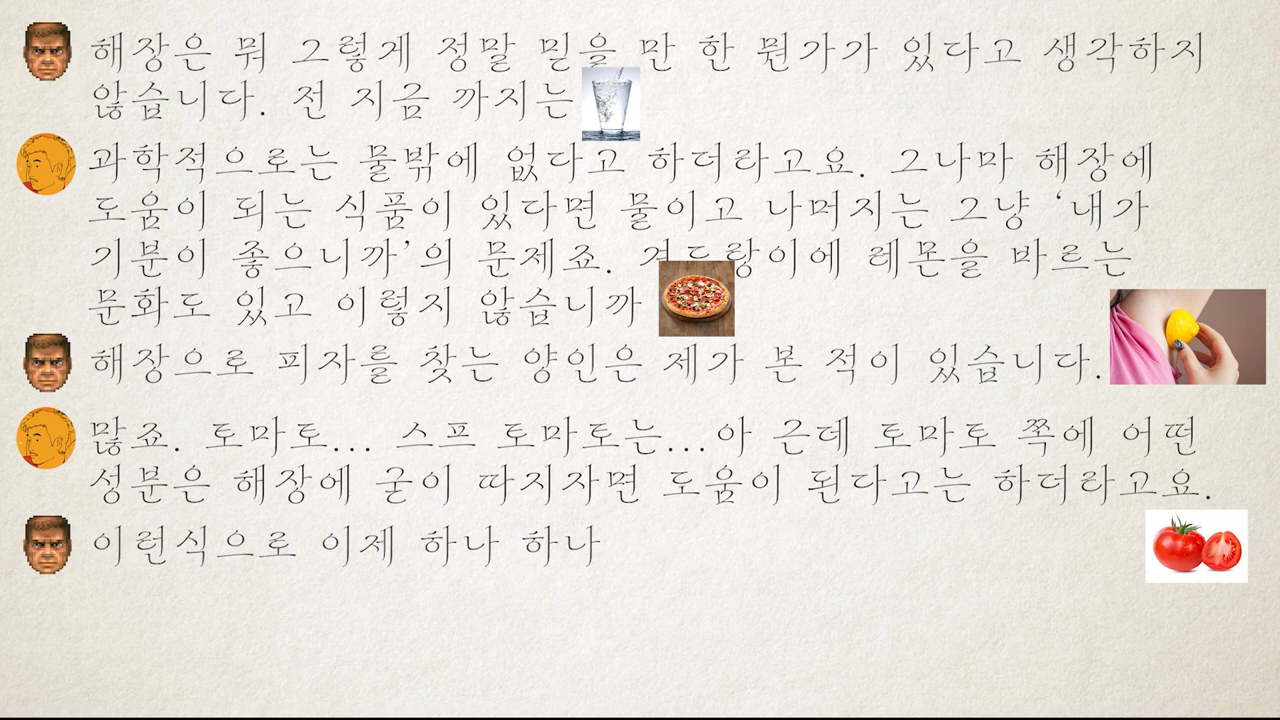 해장은 뭐 그렇게 정말 믿을 만 한 뭔가가 있다고 생각하지
않습니다. 전 지금 까지는
과학적으로는 물밖에 없다고 하더라고요. 그나마 해장에
도움이 되는 식품이 있다면 물이고 나머지는 그냥 ‘내가
기분이 좋으니까’의 문제죠. 겨드랑이에 레몬을 바르는
문화도 있고 이렇지 않습니까
해장으로 피자를 찾는 양인은 제가 본 적이 있습니다.
많죠. 토마토... 스프 토마토는...아 근데 토마토 쪽에 어떤
성분은 해장에 굳이 따지자면 도움이 된다고는 하더라고요.
이런식으로 이제 하나 하나